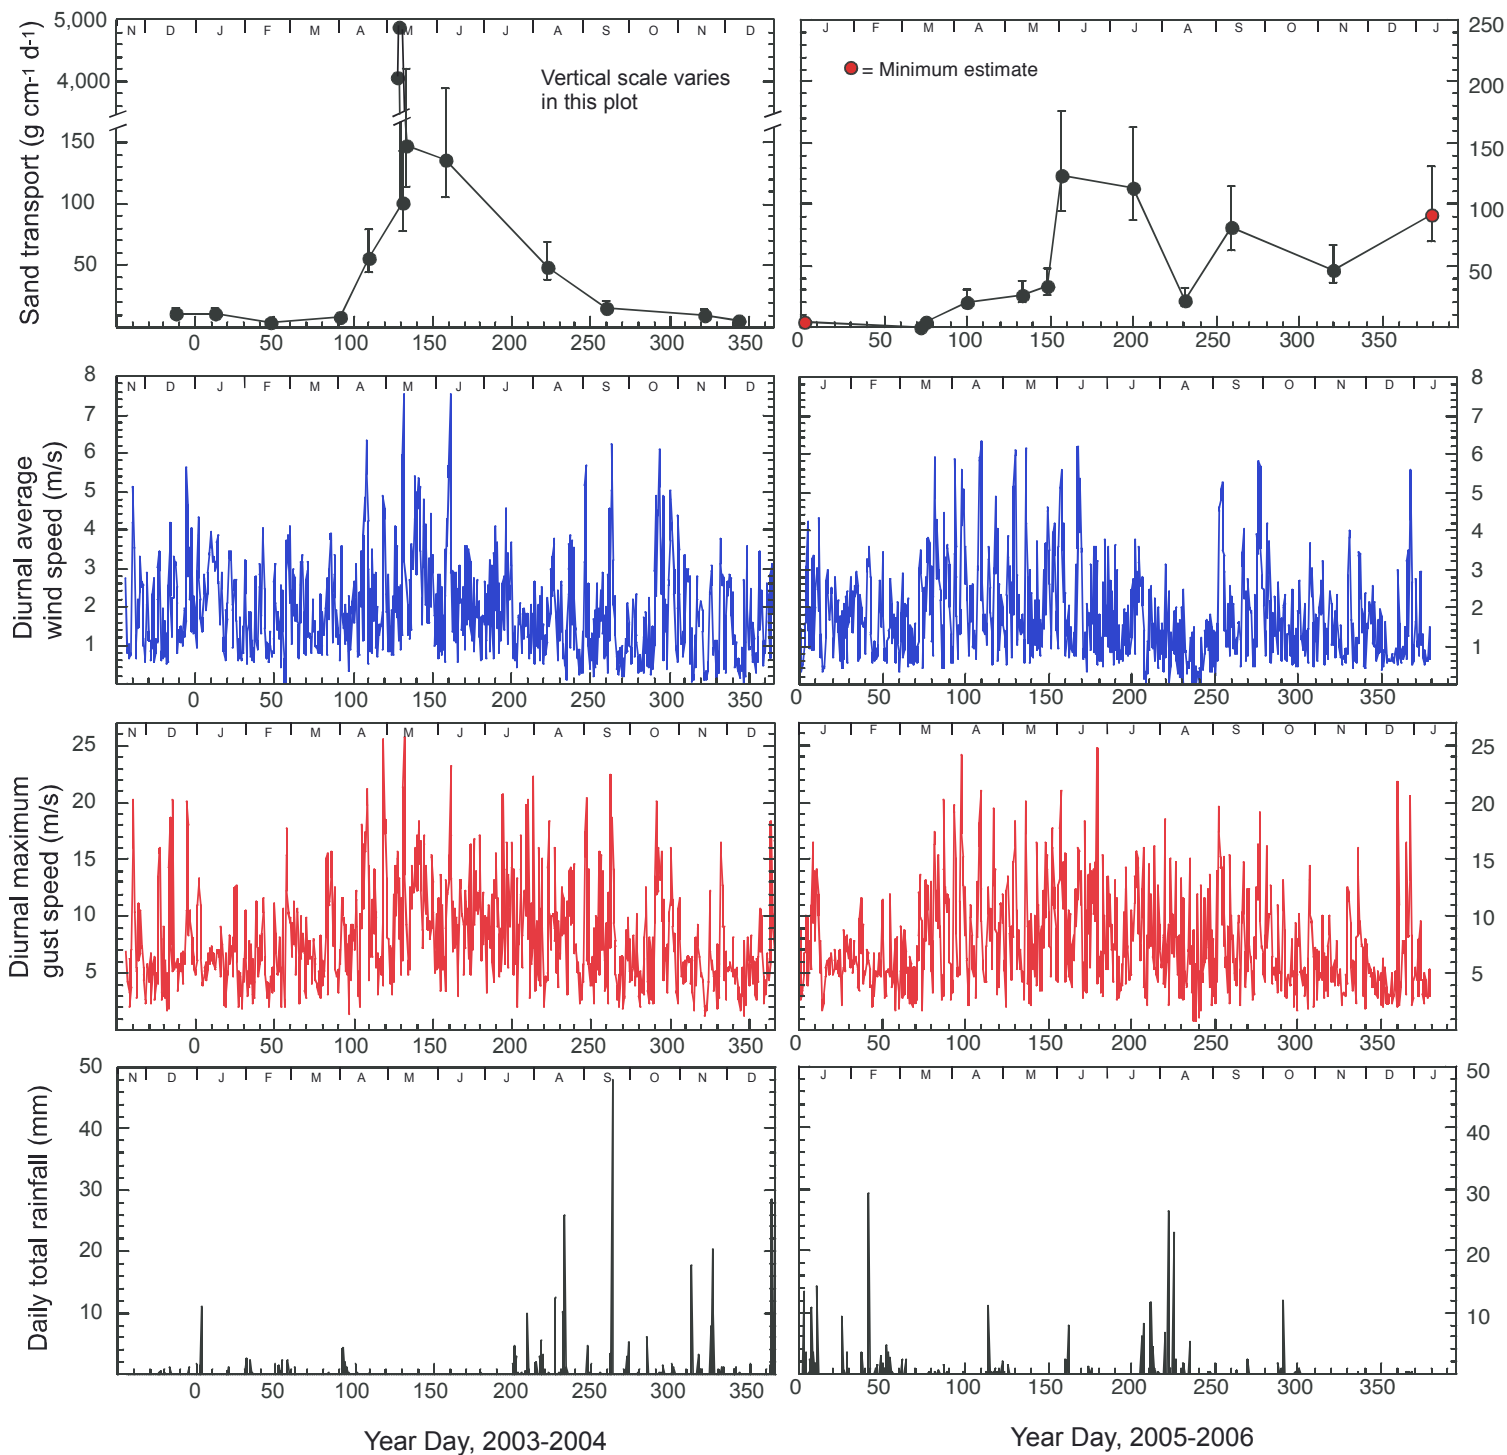 5,000
4,000
150
100
50
N D J F M A M J J A S O N D
Vertical scale varies
in this plot
Sand transport (g cm-1 d-1)
0 50 100 150 200 250 300 350
J F M A M J J A S O N D J
= Minimum estimate
250
200
150
100
50
0 50 100 150 200 250 300 350
8
7
6
5
4
3
2
1
N D J F M A M J J A S O N D
Diurnal average
wind speed (m/s)
0 50 100 150 200 250 300 350
J F M A M J J A S O N D J
8
7
6
5
4
3
2
1
0 50 100 150 200 250 300 350
25
20
15
10
5
N D J F M A M J J A S O N D
Diurnal maximum
gust speed (m/s)
0 50 100 150 200 250 300 350
J F M A M J J A S O N D J
25
20
15
10
5
0 50 100 150 200 250 300 350
50
40
30
20
10
N D J F M A M J J A S O N D
Daily total rainfall (mm)
0 50 100 150 200 250 300 350
Year Day, 2003-2004
J F M A M J J A S O N D J
50
40
30
20
10
0 50 100 150 200 250 300 350
Year Day, 2005-2006